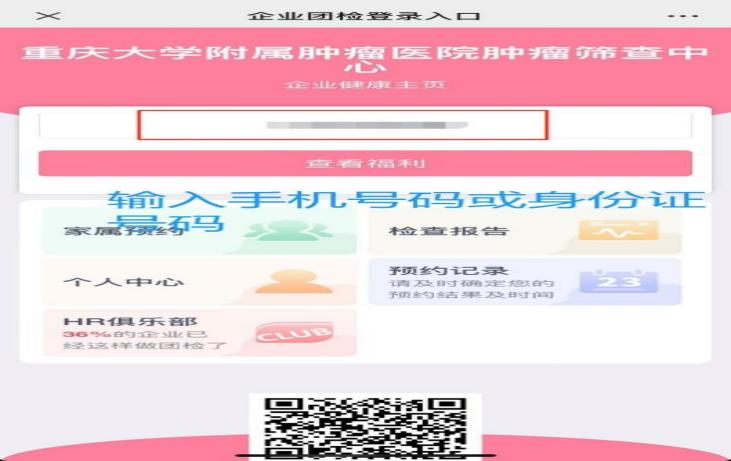 企业团检登录入口
重庆大学附属肿瘤医院肿瘤筛查中
心
企业健康主页
查看福利
输入手机号码或身份证
号码
家属预约
检查报告
个人中心
预约记录
请及时确定您的
预约结果及时间
23
HR俱乐部
36%的企业已
经这样做团检了
CLUB